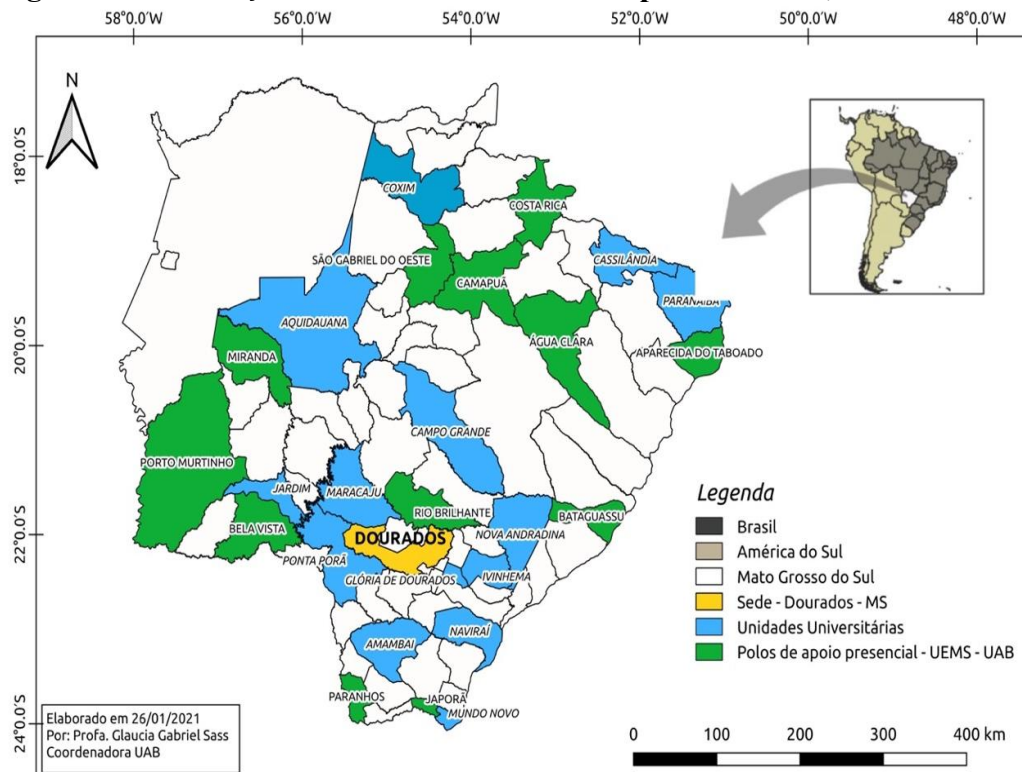 58°0.0'W 56°0.0'W 54°0.0'W 52°0.0'W 50°0.0'W 48°0.0'W
N
18°0.0'S
COXIM
COSTA RICA
SÃO GABRIEL DO OESTE
CASSILÂNDIA
CAMAPUÃ
PARANAÍBA
AQUIDAUANA
20°0.0'S
MIRANDA
ÁGUA CLARA
APARECIDA DO TABOADO
CAMPO GRANDE
PORTO MURTINHO
JARDIM
MARACAJU
RIO BRILHANTE
BATAGUASSU
BELA VISTA
22°0.0'S
DOURADOS
NOVA ANDRADINA
PONTA PORÃ
GLÓRIA DE DOURADOS
IVINHEMA
AMAMBAI
NAVIRAÍ
PARANHOS
JAPORÃ
MUNDO NOVO
24°0.0'S
Legenda
Brasil
América do Sul
Mato Grosso do Sul
Sede - Dourados - MS
Unidades Universitárias
Polos de apoio presencial - UEMS - UAB
Elaborado em 26/01/2021
Por: Profa. Glaucia Gabriel Sass
Coordenadora UAB
0 100 200 300 400 km